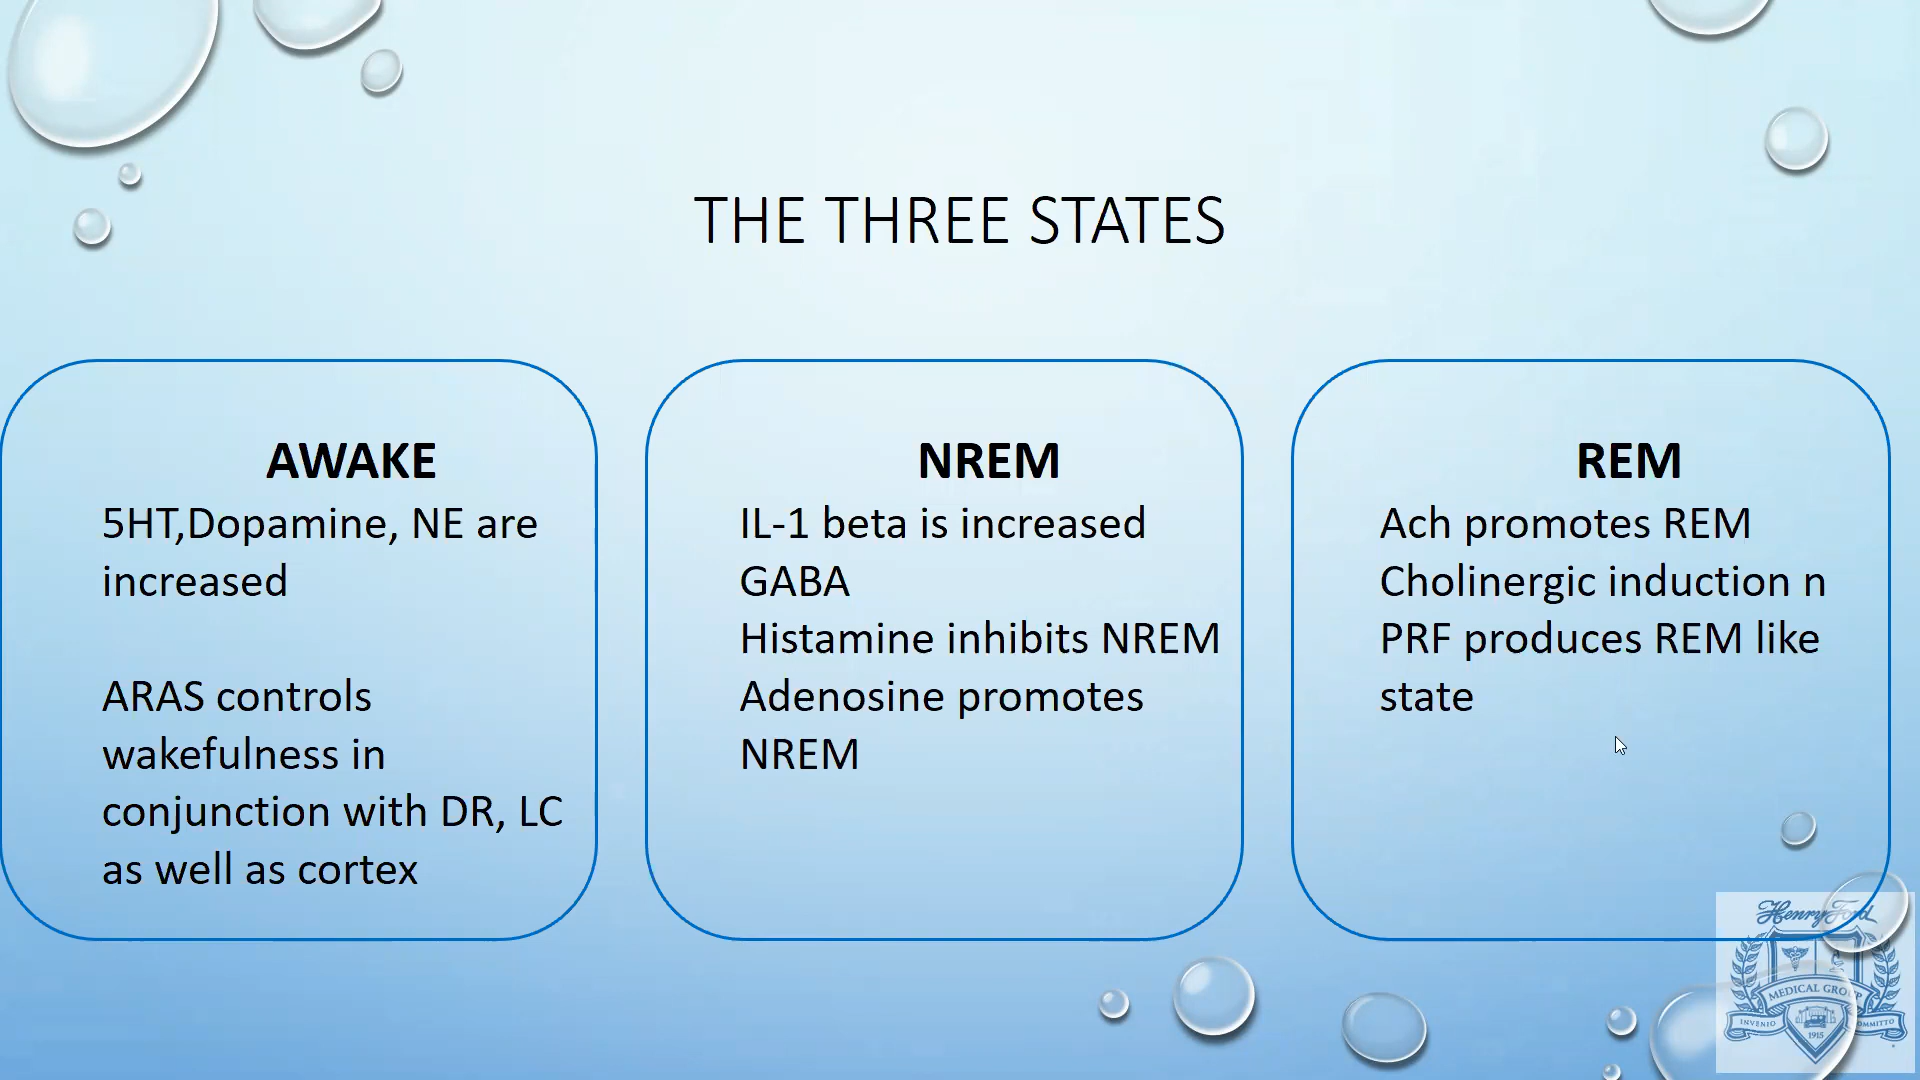 THE THREE STATES
AWAKE
5HT,Dopamine, NE are
increased
ARAS controls
wakefulness in
conjunction with DR, LC
as well as cortex
NREM
IL-1 beta is increased
GABA
Histamine inhibits NREM
Adenosine promotes
NREM
REM
Ach promotes REM
Cholinergic induction n
PRF produces REM like
state
Henry Ford
MEDICAL GROUP
INVENIO
1915